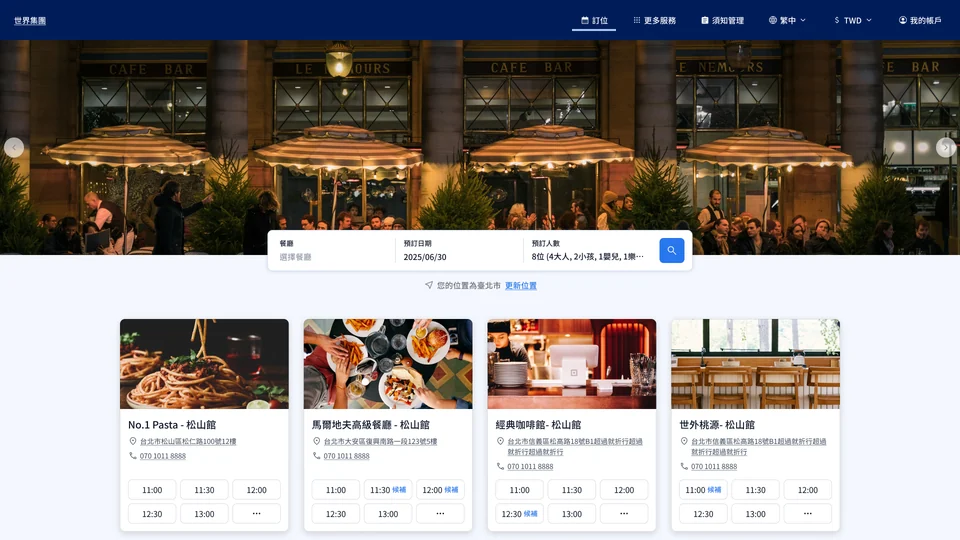 世界集團
訂位
更多服務
須知管理
繁中
$ TWD
我的帳戶
CAFE BAR
LE NEMOURS
CAFE BAR
LE NEMOURS
CAFE BAR
餐廳
選擇餐廳
預訂日期
2025/06/30
預訂人數
8位 (4大人, 2小孩, 1嬰兒, 1樂…
您的位置為臺北市 更新位置
No.1 Pasta - 松山館
台北市松山區松仁路100號12樓
070 1011 8888
11:00 11:30 12:00
12:30 13:00 ...
馬爾地夫高級餐廳 - 松山館
台北市大安區復興南路一段123號5樓
070 1011 8888
11:00 11:30 候補 12:00 候補
12:30 13:00 ...
經典咖啡館- 松山館
台北市信義區松高路18號B1超過就折行超過
就折行超過就折行
070 1011 8888
11:00 11:30 12:00
12:30 候補 13:00 ...
世外桃源- 松山館
台北市信義區松高路18號B1超過就折行超過
就折行超過就折行
070 1011 8888
11:00 候補 11:30 12:00
12:30 13:00 ...